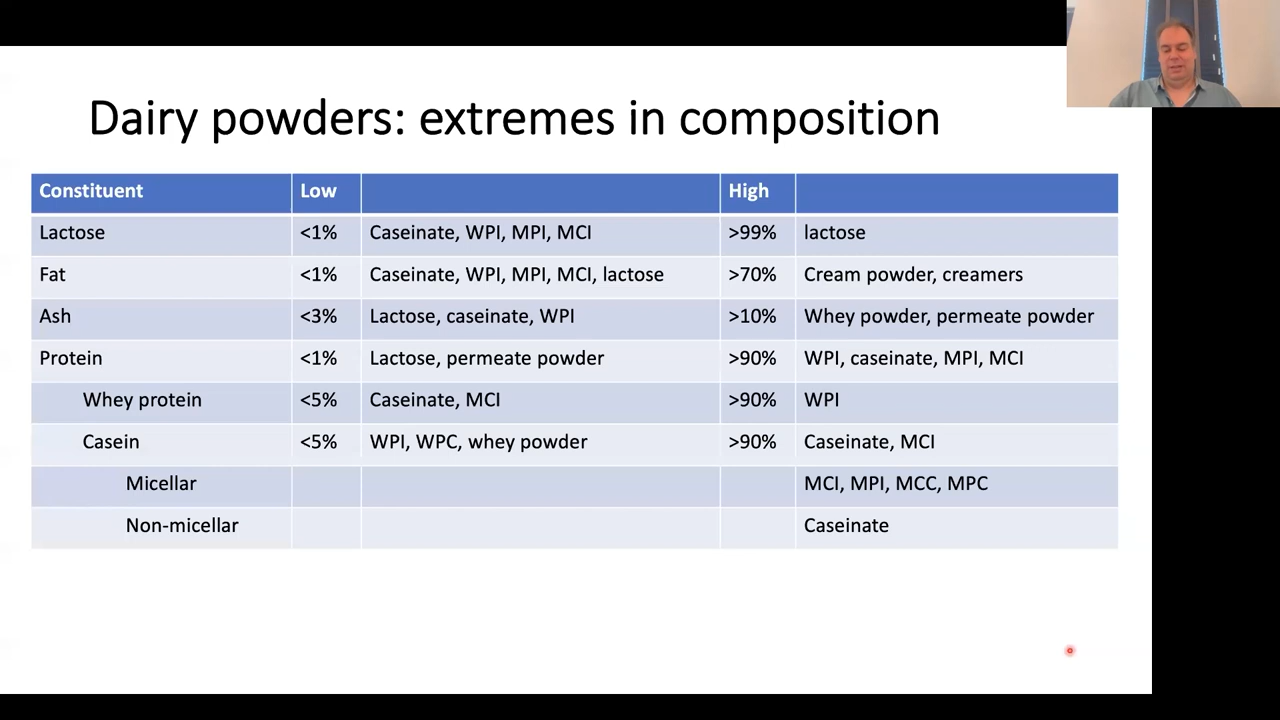 Dairy powders: extremes in composition
Constituent Low High
Lactose <1% Caseinate, WPI, MPI, MCI >99% lactose
Fat <1% Caseinate, WPI, MPI, MCI, lactose >70% Cream powder, creamers
Ash <3% Lactose, caseinate, WPI >10% Whey powder, permeate powder
Protein <1% Lactose, permeate powder >90% WPI, caseinate, MPI, MCI
Whey protein <5% Caseinate, MCI >90% WPI
Casein <5% WPI, WPC, whey powder >90% Caseinate, MCI
Micellar MCI, MPI, MCC, MPC
Non-micellar Caseinate